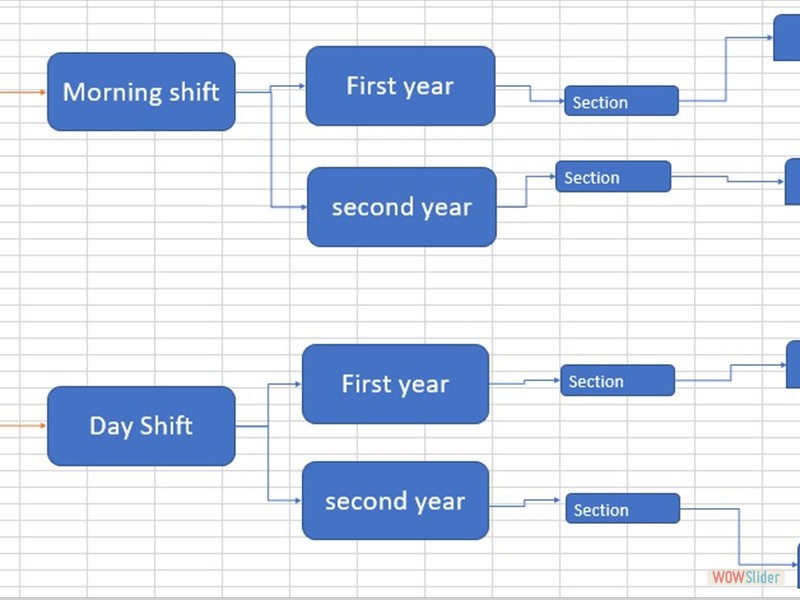 Morning shift
First year
Section
second year
Section
Day Shift
First year
Section
second year
Section
WOWSlider